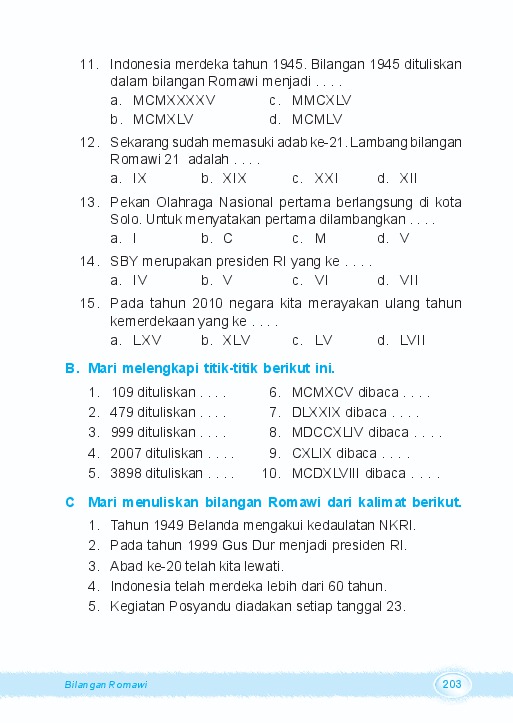 11. Indonesia merdeka tahun 1945. Bilangan 1945 dituliskan
dalam bilangan Romawi menjadi . . . .
a. MCMXXXXV c. MMCXLV
b. MCMXLV d. MCMLV
12. Sekarang sudah memasuki adab ke-21. Lambang bilangan
Romawi 21 adalah . . . .
a. IX b. XIX c. XXI d. XII
13. Pekan Olahraga Nasional pertama berlangsung di kota
Solo. Untuk menyatakan pertama dilambangkan . . . .
a. I b. C c. M d. V
14. SBY merupakan presiden RI yang ke . . . .
a. IV b. V c. VI d. VII
15. Pada tahun 2010 negara kita merayakan ulang tahun
kemerdekaan yang ke . . . .
a. LXV b. XLV c. LV d. LVII
B. Mari melengkapi titik-titik berikut ini.
1. 109 dituliskan . . . . 6. MCMXCV dibaca . . . .
2. 479 dituliskan . . . . 7. DLXXIX dibaca . . . .
3. 999 dituliskan . . . . 8. MDCCXLIV dibaca . . . .
4. 2007 dituliskan . . . . 9. CXLIX dibaca . . . .
5. 3898 dituliskan . . . . 10. MCDXLVIII dibaca . . . .
C Mari menuliskan bilangan Romawi dari kalimat berikut.
1. Tahun 1949 Belanda mengakui kedaulatan NKRI.
2. Pada tahun 1999 Gus Dur menjadi presiden RI.
3. Abad ke-20 telah kita lewati.
4. Indonesia telah merdeka lebih dari 60 tahun.
5. Kegiatan Posyandu diadakan setiap tanggal 23.
Bilangan Romawi 203